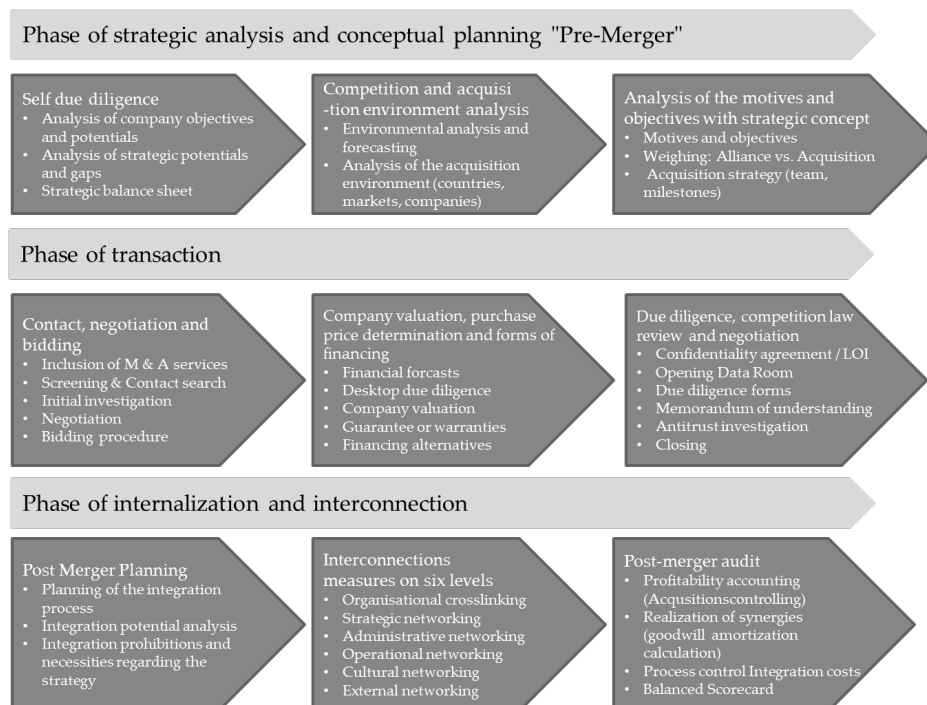 Phase of strategic analysis and conceptual planning "Pre-Merger"
Self due diligence
• Analysis of company objectives
and potentials
• Analysis of strategic potentials
and gaps
• Strategic balance sheet
Competition and acquisi
-tion environment analysis
• Environmental analysis and
forecasting
• Analysis of the acquisition
environment (countries,
markets, companies)
Analysis of the motives and
objectives with strategic concept
• Motives and objectives
• Weighing: Alliance vs. Acquisition
• Acquisition strategy (team,
milestones)
Phase of transaction
Contact, negotiation and
bidding
• Inclusion of M & A services
• Screening & Contact search
• Initial investigation
• Negotiation
• Bidding procedure
Company valuation, purchase
price determination and forms of
financing
• Financial forcasts
• Desktop due diligence
• Company valuation
• Guarantee or warranties
• Financing alternatives
Due diligence, competition law
review and negotiation
• Confidentiality agreement / LOI
• Opening Data Room
• Due diligence forms
• Memorandum of understanding
• Antitrust investigation
• Closing
Phase of internalization and interconnection
Post Merger Planning
• Planning of the integration
process
• Integration potential analysis
• Integration prohibitions and
necessities regarding the
strategy
Interconnections
measures on six levels
• Organisational crosslinking
• Strategic networking
• Administrative networking
• Operational networking
• Cultural networking
• External networking
Post-merger audit
• Profitability accounting
(Acqusitionscontrolling)
• Realization of synergies
(goodwill amortization
calculation)
• Process control Integration costs
• Balanced Scorecard